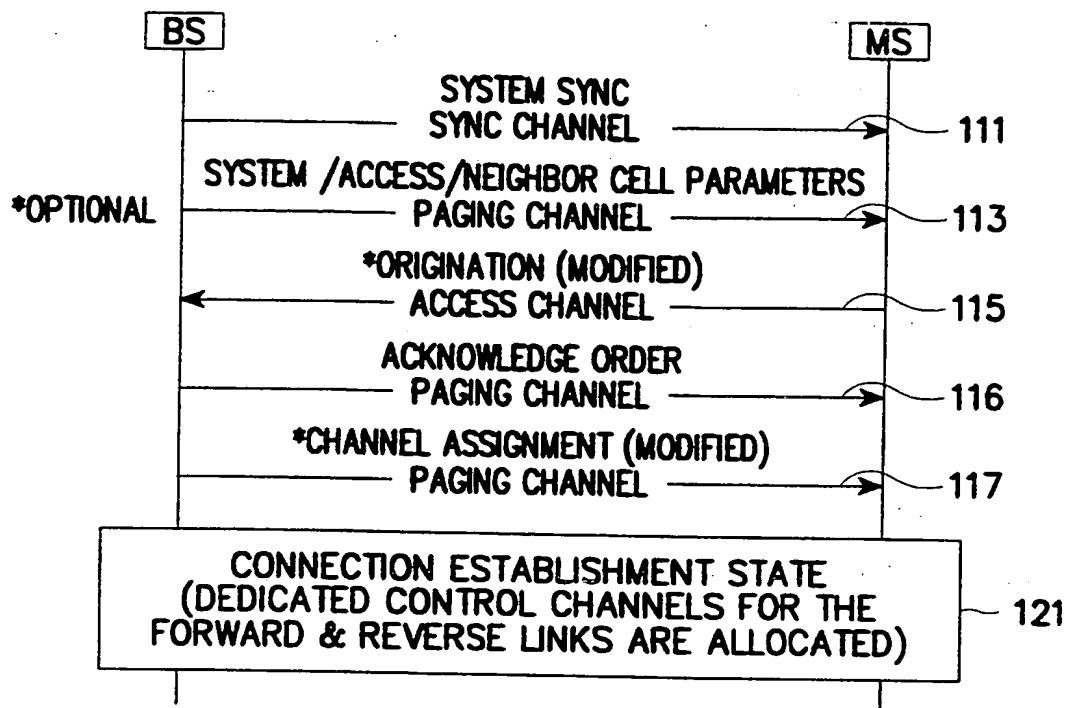 BS
MS
SYSTEM SYNC
SYNC CHANNEL
111
SYSTEM /ACCESS/NEIGHBOR CELL PARAMETERS
*OPTIONAL
PAGING CHANNEL
113
*ORIGINATION (MODIFIED)
ACCESS CHANNEL
115
ACKNOWLEDGE ORDER
PAGING CHANNEL
116
*CHANNEL ASSIGNMENT (MODIFIED)
PAGING CHANNEL
117
CONNECTION ESTABLISHMENT STATE
(DEDICATED CONTROL CHANNELS FOR THE
FORWARD & REVERSE LINKS ARE ALLOCATED)
121